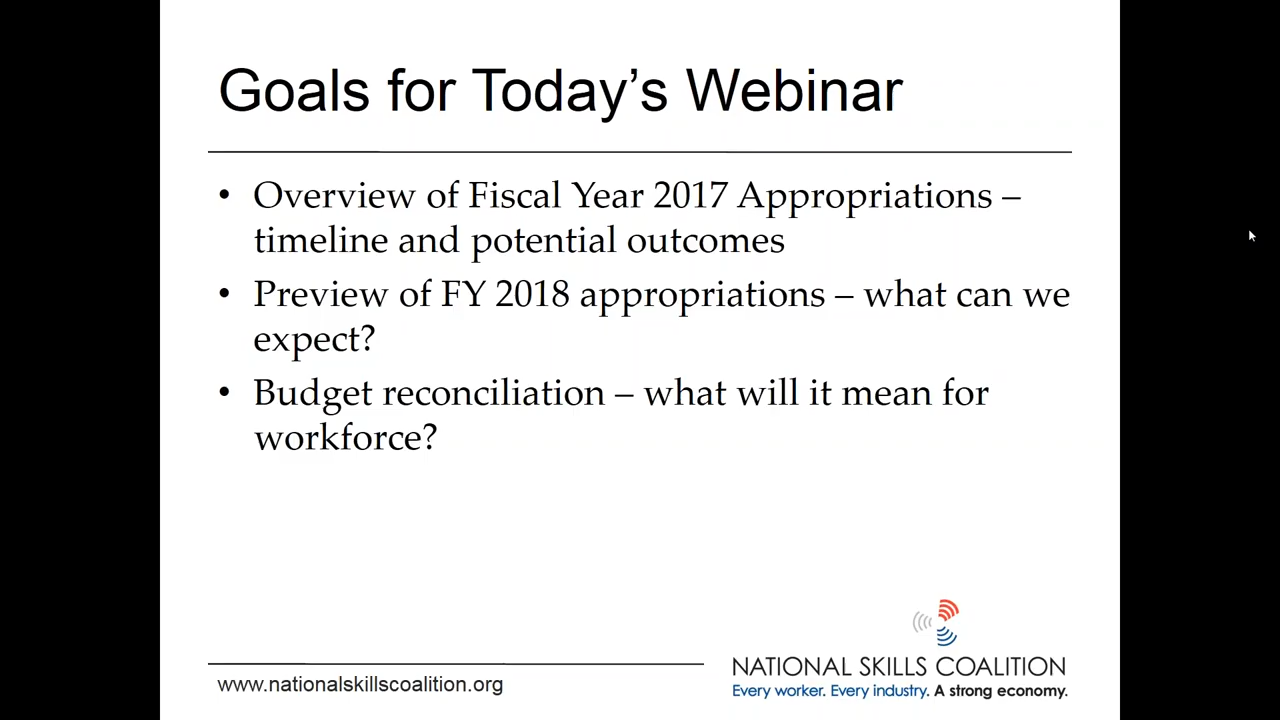 Goals for Today’s Webinar
• Overview of Fiscal Year 2017 Appropriations –
timeline and potential outcomes
• Preview of FY 2018 appropriations – what can we
expect?
• Budget reconciliation – what will it mean for
workforce?
www.nationalskillscoalition.org
NATIONAL SKILLS COALITION
Every worker. Every industry. A strong economy.